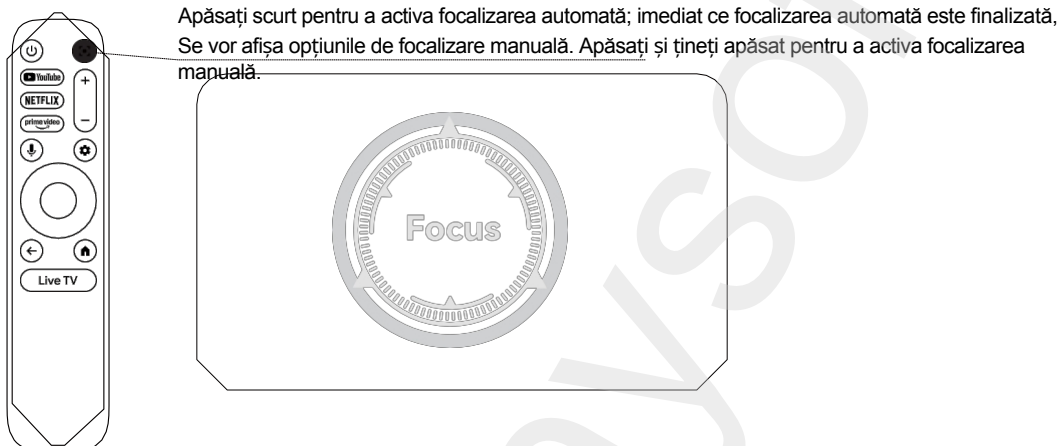 Apăsați scurt pentru a activa focalizarea automată; imediat ce focalizarea automată este finalizată,
Se vor afișa opțiunile de focalizare manuală. Apăsați și țineți apăsat pentru a activa focalizarea
manuală.
YouTube
+
NETFLIX
prime video
−
Focus
Live TV